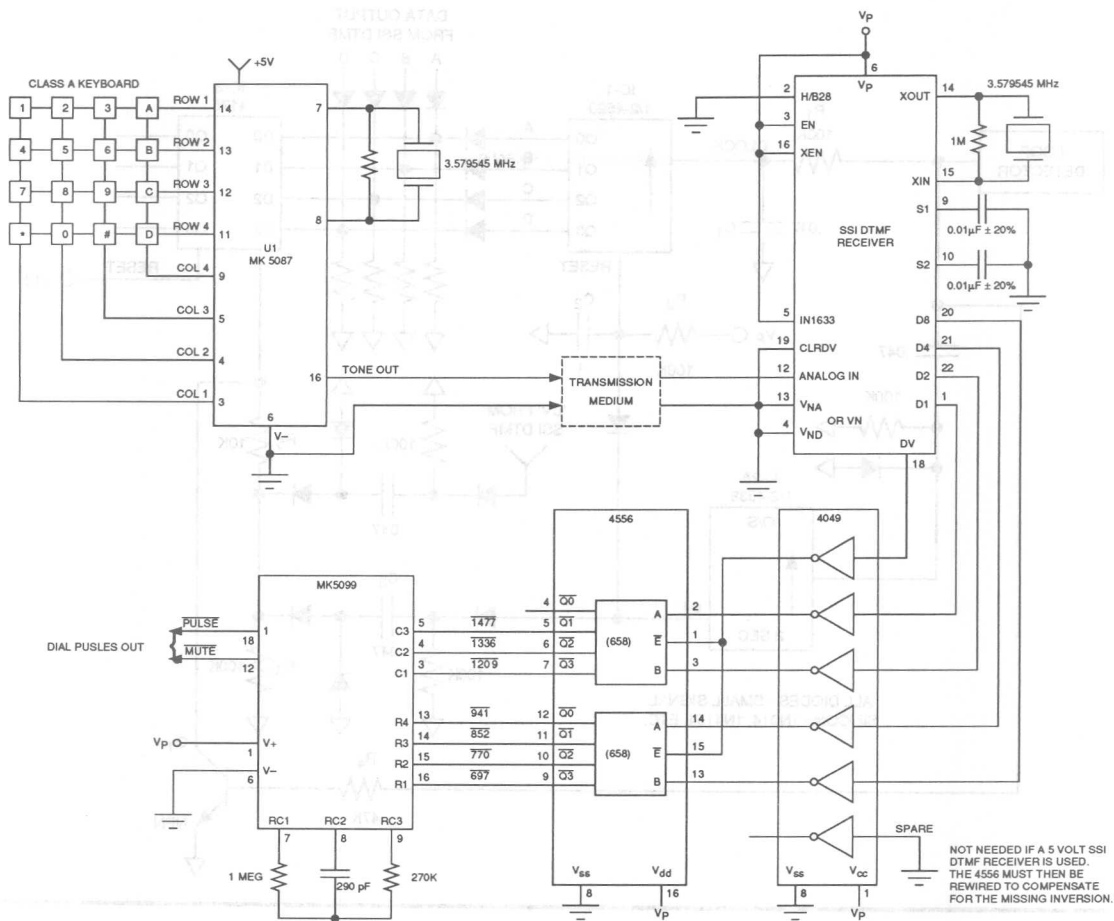 CLASS A KEYBOARD
+5V
1 2 3 A ROW 1 14
4 5 6 B ROW 2 13
7 8 9 C ROW 3 12
* 0 # D ROW 4 11
COL 4 9
COL 3 5
COL 2 4
COL 1 3
U1
MK 5087
7
8
3.579545 MHz
16 TONE OUT
6
V–
TRANSMISSION
MEDIUM
VP
6
VP
2 H/B28
3 EN
16 XEN
5 IN1633
19 CLRDV
12 ANALOG IN
13 VNA
OR VN
4 VND
DV
18
SSI DTMF
RECEIVER
XOUT 14
3.579545 MHz
1M
XIN 15
S1 9
0.01µF ± 20%
S2 10
0.01µF ± 20%
D8 20
D4 21
D2 22
D1 1
4556
4049
MK5099
DIAL PUSLES OUT
PULSE
18
1
MUTE
12
VP
V+
1
V–
6
C3 5 1477 5 Q1
C2 4 1336 6 Q2
C1 3 1209 7 Q3
4 Q0
(658)
A 2
E 1
B 3
R4 13 941 12 Q0
R3 14 852 11 Q1
R2 15 770 10 Q2
R1 16 697 9 Q3
(658)
A 14
E 15
B 13
RC1 RC2 RC3
7 8 9
1 MEG
290 pF
270K
Vss
8
Vdd
16
VP
Vss
8
Vcc
1
VP
SPARE
NOT NEEDED IF A 5 VOLT SSI
DTMF RECEIVER IS USED.
THE 4556 MUST THEN BE
REWIRED TO COMPENSATE
FOR THE MISSING INVERSION.